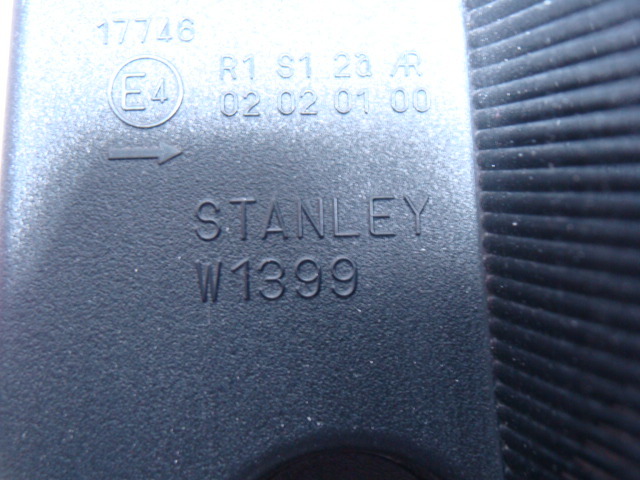 17746
E4 R1 S1 2a AR
02 02 01 00
STANLEY
W1399